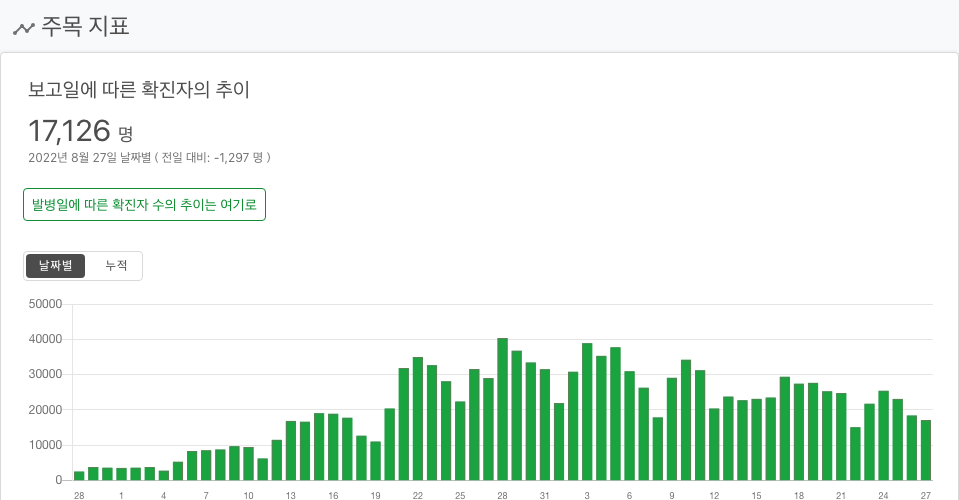 주목 지표
보고일에 따른 확진자의 추이
17,126 명
2022년 8월 27일 날짜별 ( 전일 대비: -1,297 명 )
발병일에 따른 확진자 수의 추이는 여기로
날짜별 누적
50000
40000
30000
20000
10000
0
28 1 4 7 10 13 16 19 22 25 28 31 3 6 9 12 15 18 21 24 27